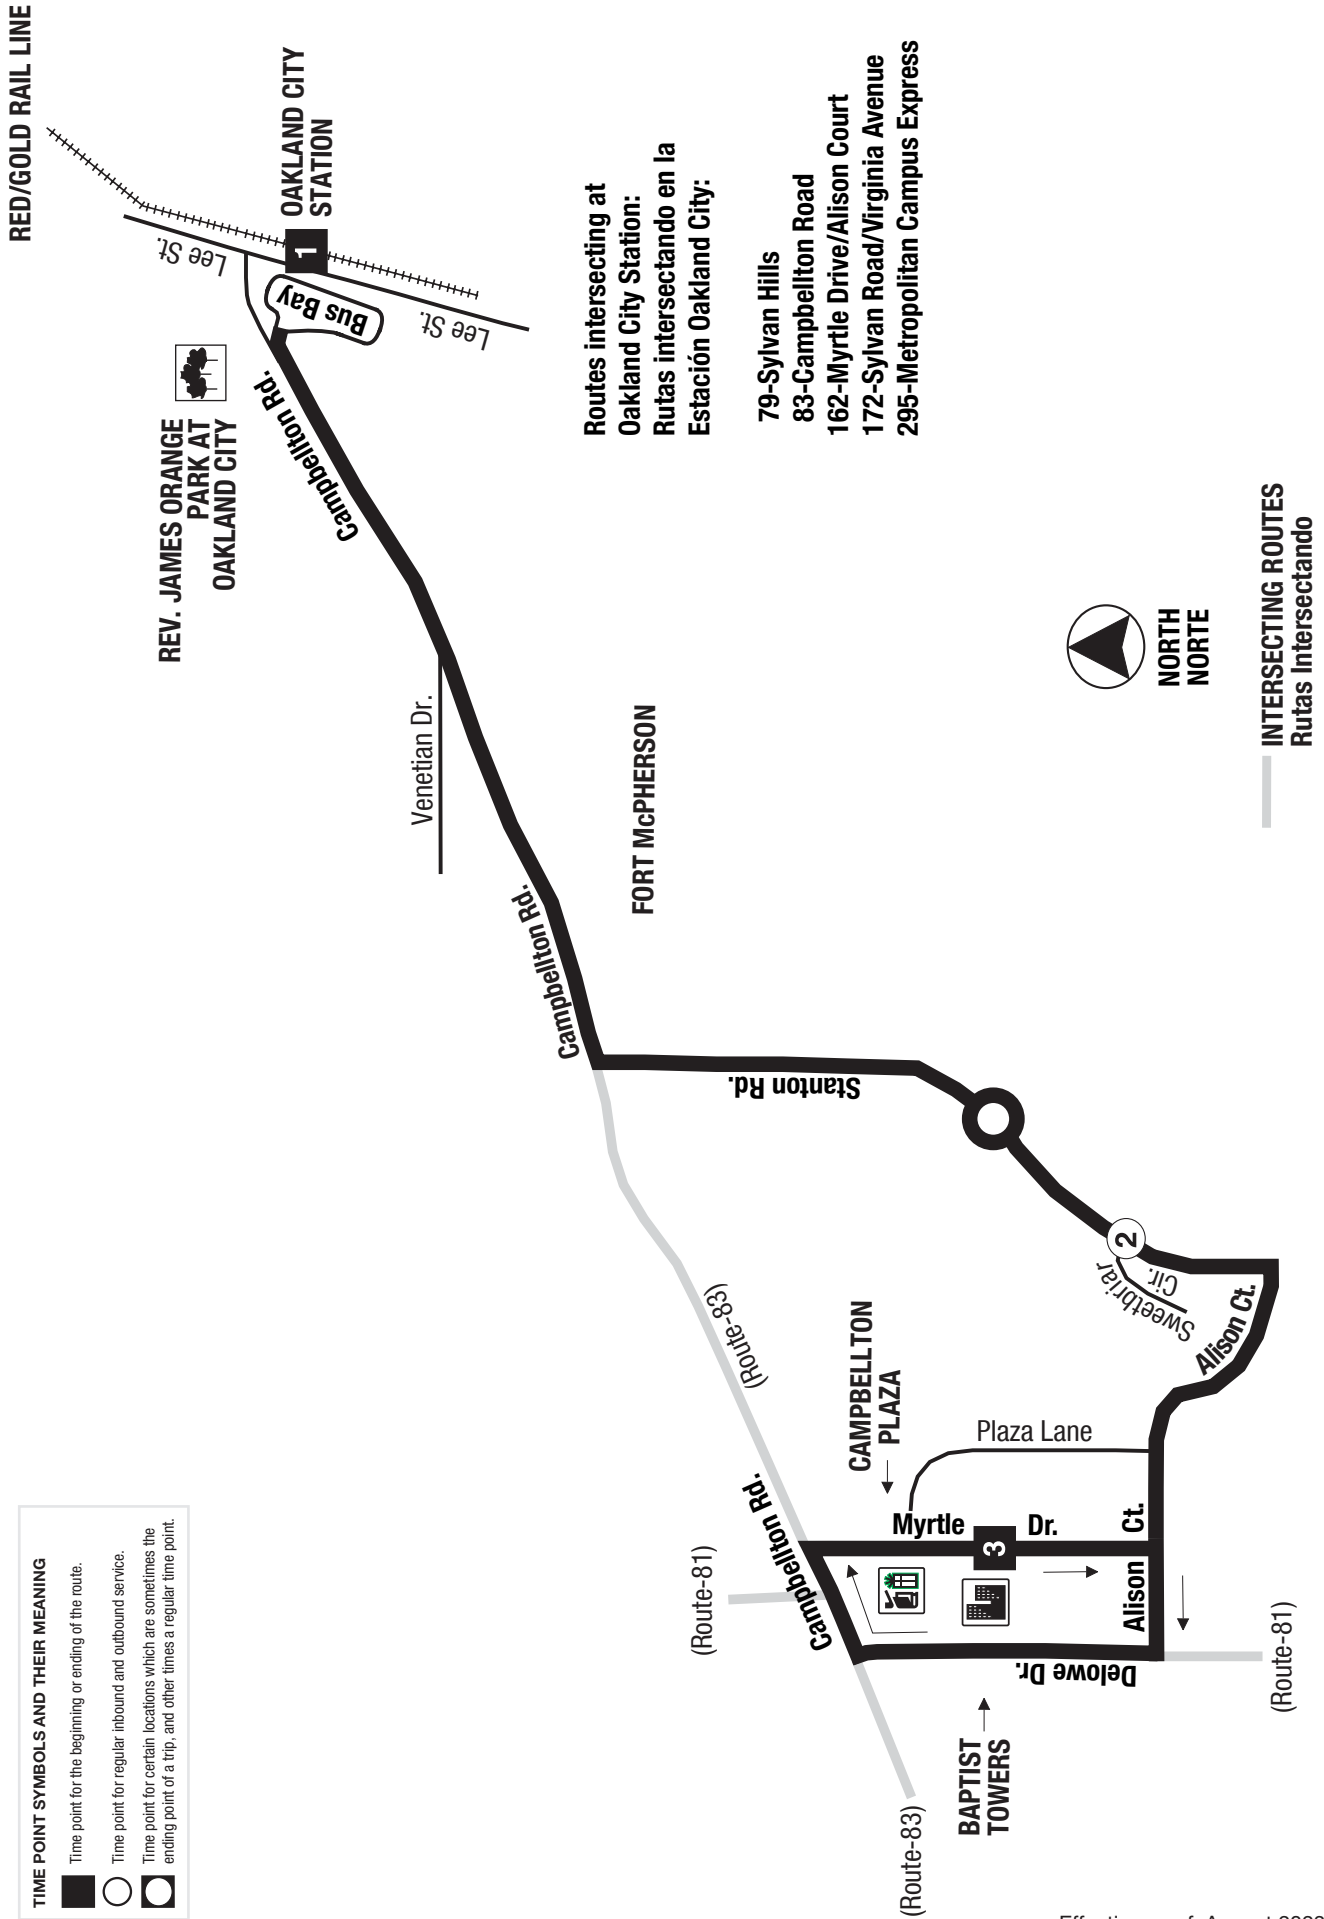 RED/GOLD RAIL LINE
OAKLAND CITY
STATION
1
Lee St.
Bus Bay
Lee St.
REV. JAMES ORANGE
PARK AT
OAKLAND CITY
Campbellton Rd.
Routes intersecting at
Oakland City Station:
Rutas intersectando en la
Estación Oakland City:
79-Sylvan Hills
83-Campbellton Road
162-Myrtle Drive/Alison Court
172-Sylvan Road/Virginia Avenue
295-Metropolitan Campus Express
Venetian Dr.
Campbellton Rd.
FORT McPHERSON
NORTH
NORTE
INTERSECTING ROUTES
Rutas Intersectando
Stanton Rd.
2
Sweetbriar
Cir.
Alison Ct.
(Route-83)
CAMPBELLTON
PLAZA
Plaza Lane
Campbellton Rd.
Myrtle
3
Dr.
Alison
Ct.
(Route-81)
Delowe Dr.
(Route-81)
BAPTIST
TOWERS
(Route-83)
TIME POINT SYMBOLS AND THEIR MEANING
Time point for the beginning or ending of the route.
Time point for regular inbound and outbound service.
Time point for certain locations which are sometimes the
ending point of a trip, and other times a regular time point.